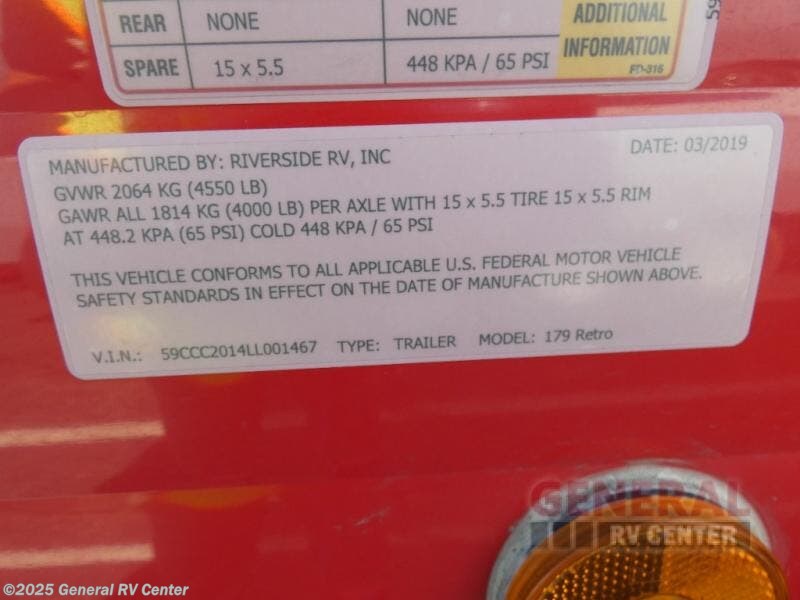 REAR NONE NONE ADDITIONAL
INFORMATION
SPARE 15 x 5.5 448 KPA / 65 PSI
FD-316
59
MANUFACTURED BY: RIVERSIDE RV, INC DATE: 03/2019
GVWR 2064 KG (4550 LB)
GAWR ALL 1814 KG (4000 LB) PER AXLE WITH 15 x 5.5 TIRE 15 x 5.5 RIM
AT 448.2 KPA (65 PSI) COLD 448 KPA / 65 PSI
THIS VEHICLE CONFORMS TO ALL APPLICABLE U.S. FEDERAL MOTOR VEHICLE
SAFETY STANDARDS IN EFFECT ON THE DATE OF MANUFACTURE SHOWN ABOVE.
V.I.N.: 59CCC2014LL001467 TYPE: TRAILER MODEL: 179 Retro
GENERAL
RV CENTER
©2025 General RV Center